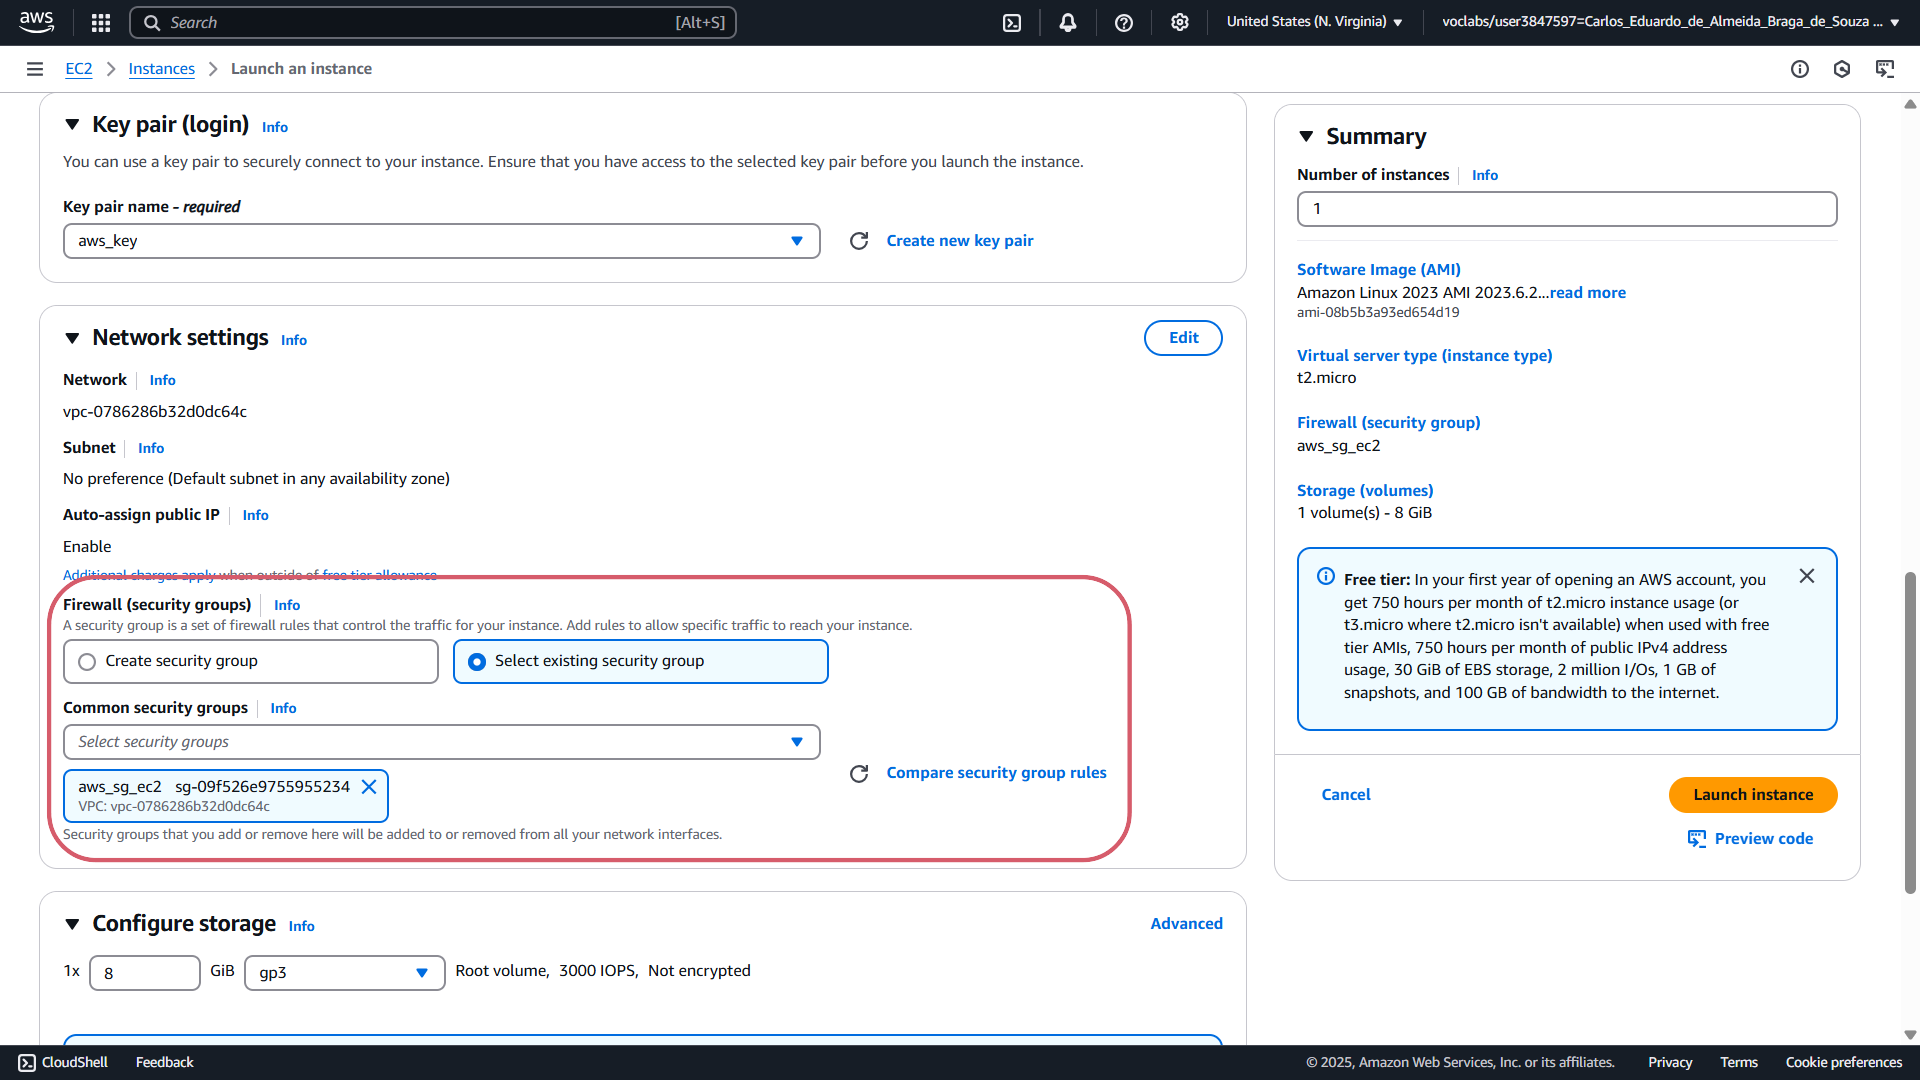 aws
Search
[Alt+S]
United States (N. Virginia)
voclabs/user3847597=Carlos_Eduardo_de_Almeida_Braga_de_Souza ...
EC2
Instances
Launch an instance
Key pair (login)
Info
You can use a key pair to securely connect to your instance. Ensure that you have access to the selected key pair before you launch the instance.
Key pair name - required
aws_key
Create new key pair
Network settings
Info
Edit
Network
Info
vpc-0786286b32d0dc64c
Subnet
Info
No preference (Default subnet in any availability zone)
Auto-assign public IP
Info
Enable
Additional charges apply when outside of free tier allowance
Firewall (security groups)
Info
A security group is a set of firewall rules that control the traffic for your instance. Add rules to allow specific traffic to reach your instance.
Create security group
Select existing security group
Common security groups
Info
Select security groups
aws_sg_ec2 sg-09f526e9755955234
VPC: vpc-0786286b32d0dc64c
Compare security group rules
Security groups that you add or remove here will be added to or removed from all your network interfaces.
Configure storage
Info
Advanced
1x
8
GiB
gp3
Root volume, 3000 IOPS, Not encrypted
Summary
Number of instances
Info
1
Software Image (AMI)
Amazon Linux 2023 AMI 2023.6.2...read more
ami-08b5b3a93ed654d19
Virtual server type (instance type)
t2.micro
Firewall (security group)
aws_sg_ec2
Storage (volumes)
1 volume(s) - 8 GiB
Free tier: In your first year of opening an AWS account, you
get 750 hours per month of t2.micro instance usage (or
t3.micro where t2.micro isn't available) when used with free
tier AMIs, 750 hours per month of public IPv4 address
usage, 30 GiB of EBS storage, 2 million I/Os, 1 GB of
snapshots, and 100 GB of bandwidth to the internet.
Cancel
Launch instance
Preview code
CloudShell
Feedback
© 2025, Amazon Web Services, Inc. or its affiliates.
Privacy
Terms
Cookie preferences